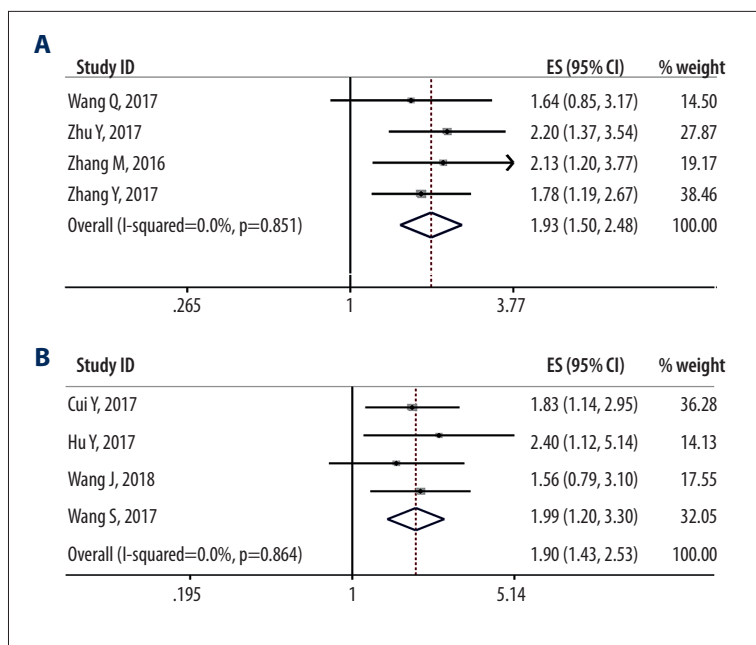 A
Study ID ES (95% CI) % weight
Wang Q, 2017 1.64 (0.85, 3.17) 14.50
Zhu Y, 2017 2.20 (1.37, 3.54) 27.87
Zhang M, 2016 2.13 (1.20, 3.77) 19.17
Zhang Y, 2017 1.78 (1.19, 2.67) 38.46
Overall (I-squared=0.0%, p=0.851) 1.93 (1.50, 2.48) 100.00
.265 1 3.77
B
Study ID ES (95% CI) % weight
Cui Y, 2017 1.83 (1.14, 2.95) 36.28
Hu Y, 2017 2.40 (1.12, 5.14) 14.13
Wang J, 2018 1.56 (0.79, 3.10) 17.55
Wang S, 2017 1.99 (1.20, 3.30) 32.05
Overall (I-squared=0.0%, p=0.864) 1.90 (1.43, 2.53) 100.00
.195 1 5.14